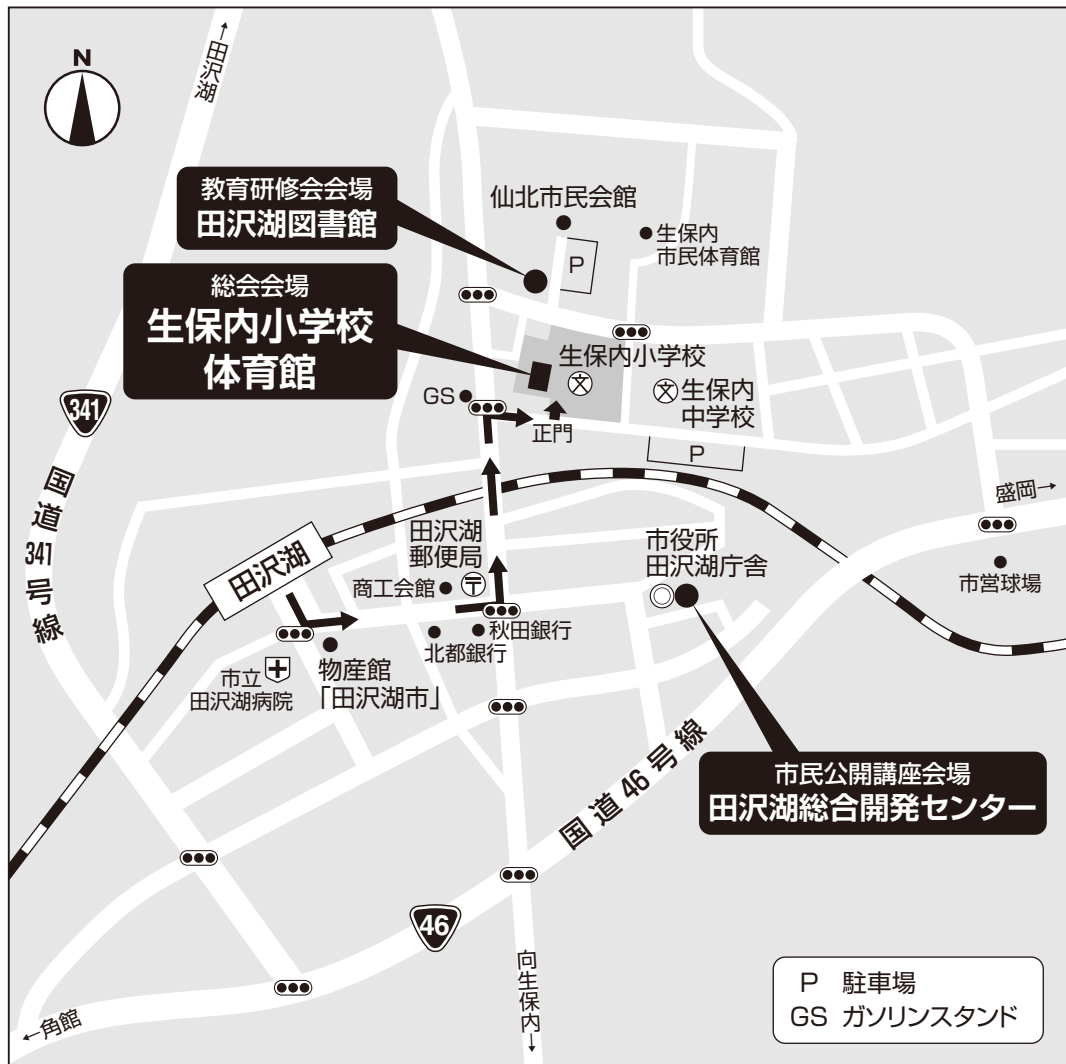 N
↑田沢湖
教育研修会会場
田沢湖図書館
仙北市民会館
P
生保内
市民体育館
総会会場
生保内小学校
体育館
生保内小学校
文
文
生保内
中学校
GS
正門
P
341
国道341号線
盛岡→
田沢湖
田沢湖
郵便局
〒
商工会館
市役所
田沢湖庁舎
市営球場
秋田銀行
北都銀行
市立
田沢湖病院
物産館
「田沢湖市」
国道46号線
市民公開講座会場
田沢湖総合開発センター
46
向生保内→
←角館
P 駐車場
GS ガソリンスタンド